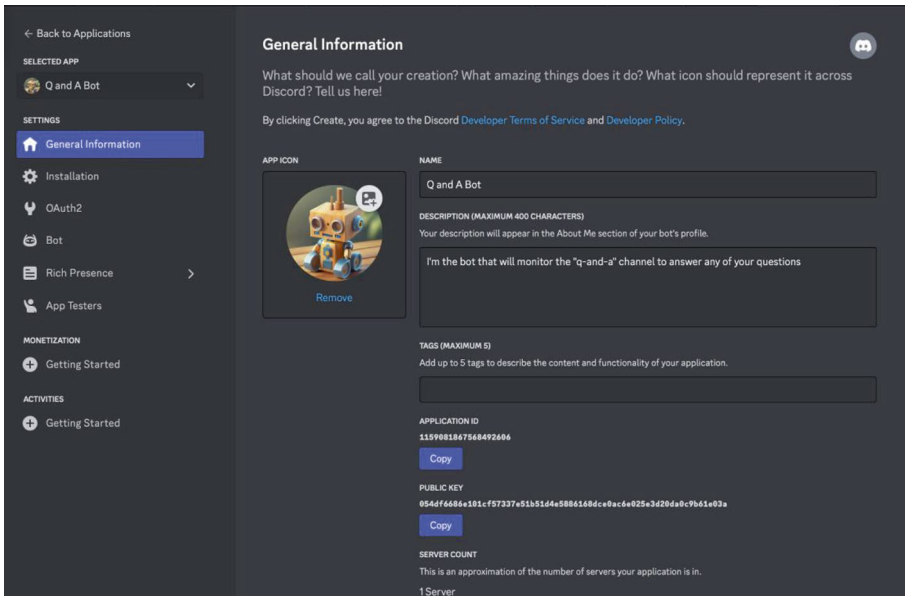 ← Back to Applications
SELECTED APP
Q and A Bot
SETTINGS
General Information
Installation
OAuth2
Bot
Rich Presence
App Testers
MONETIZATION
Getting Started
ACTIVITIES
Getting Started
General Information
What should we call your creation? What amazing things does it do? What icon should represent it across
Discord? Tell us here!
By clicking Create, you agree to the Discord Developer Terms of Service and Developer Policy.
APP ICON
Remove
NAME
Q and A Bot
DESCRIPTION (MAXIMUM 400 CHARACTERS)
Your description will appear in the About Me section of your bot's profile.
I'm the bot that will monitor the "q-and-a" channel to answer any of your questions
TAGS (MAXIMUM 5)
Add up to 5 tags to describe the content and functionality of your application.
APPLICATION ID
1159081867568492606
Copy
PUBLIC KEY
054df6686e101cf57337e51b51d4e5886168dce0ac6e025e3d20da0c9b61e03a
Copy
SERVER COUNT
This is an approximation of the number of servers your application is in.
1 Server